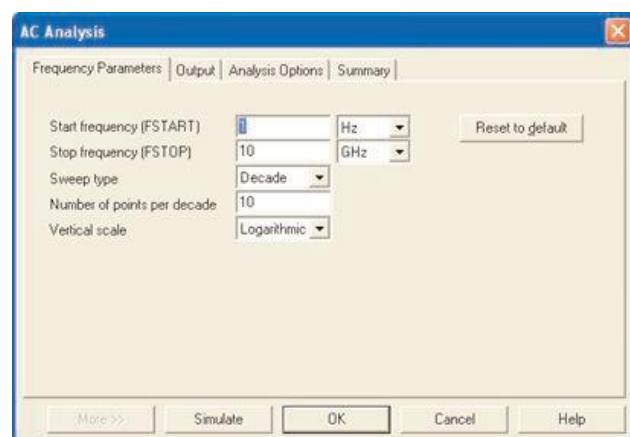 AC Analysis
Frequency Parameters Output Analysis Options Summary
Start frequency (FSTART) 1 Hz Reset to default
Stop frequency (FSTOP) 10 GHz
Sweep type Decade
Number of points per decade 10
Vertical scale Logarithmic
More >> Simulate OK Cancel Help